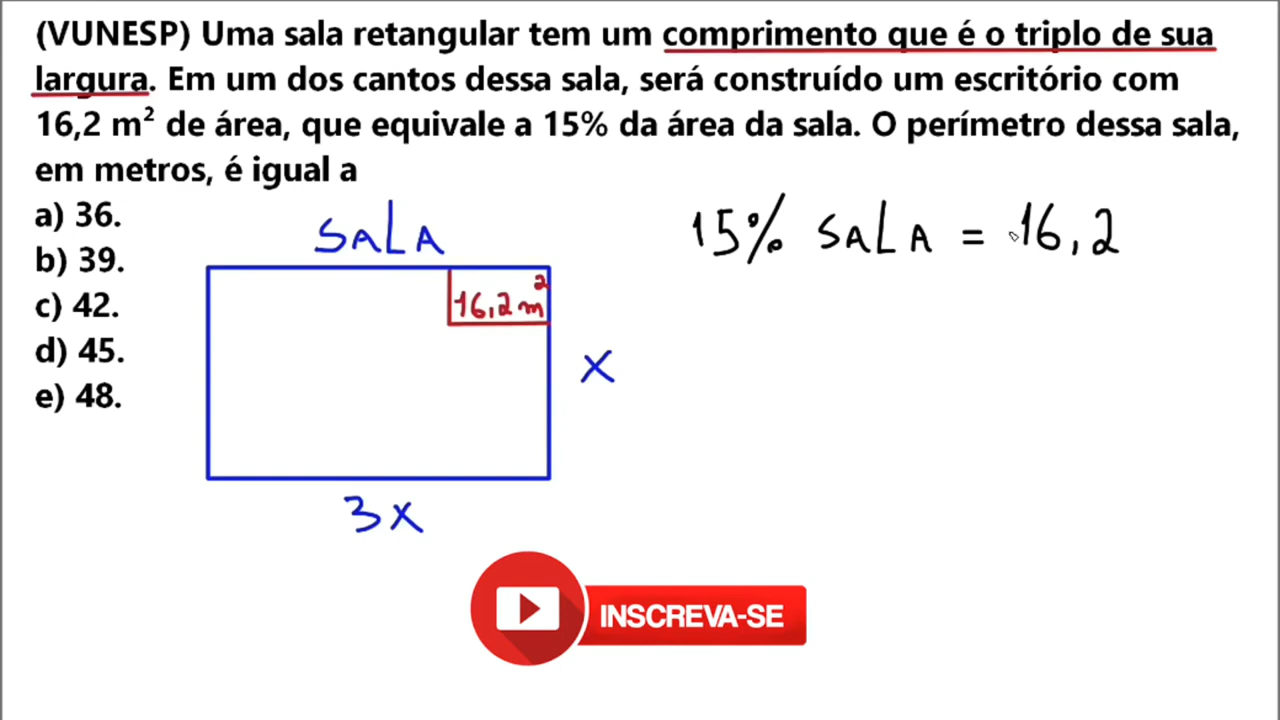 (VUNESP) Uma sala retangular tem um comprimento que é o triplo de sua
largura. Em um dos cantos dessa sala, será construído um escritório com
16,2 m² de área, que equivale a 15% da área da sala. O perímetro dessa sala,
em metros, é igual a
a) 36.
b) 39.
c) 42.
d) 45.
e) 48.
SALA
16,2 m²
x
3x
15% SALA = 16,2
INSCREVA-SE